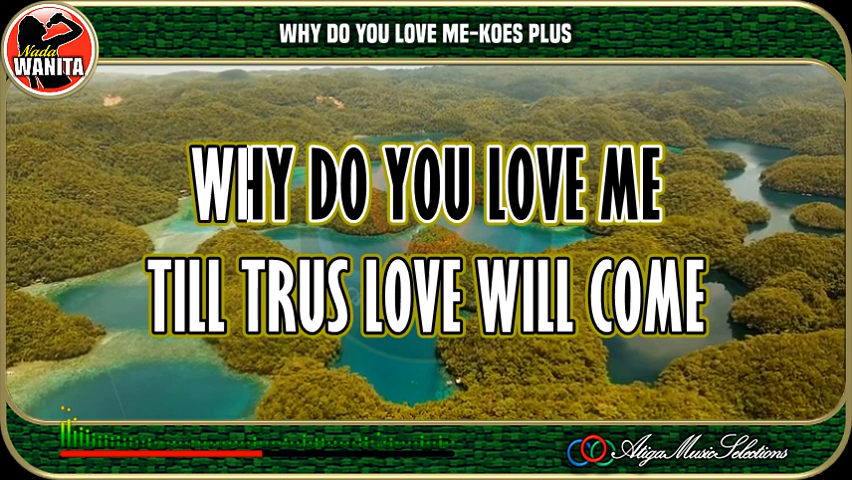 WHY DO YOU LOVE ME-KOES PLUS
Nada
WANITA
WHY DO YOU LOVE ME
TILL TRUS LOVE WILL COME
AtigaMusicSelections